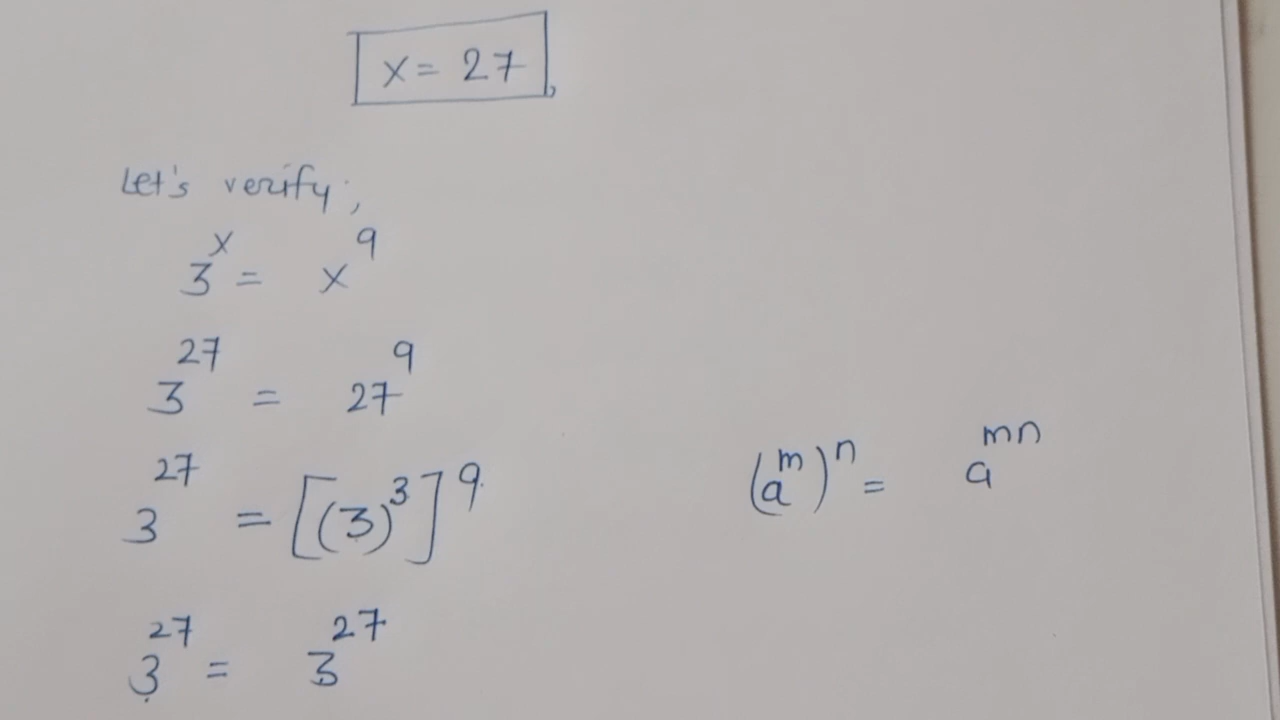 x = 27,
Let's verify;
3^x = x^9
3^27 = 27^9
3^27 = [(3)^3]^9
(a^m)^n = a^mn
3^27 = 3^27